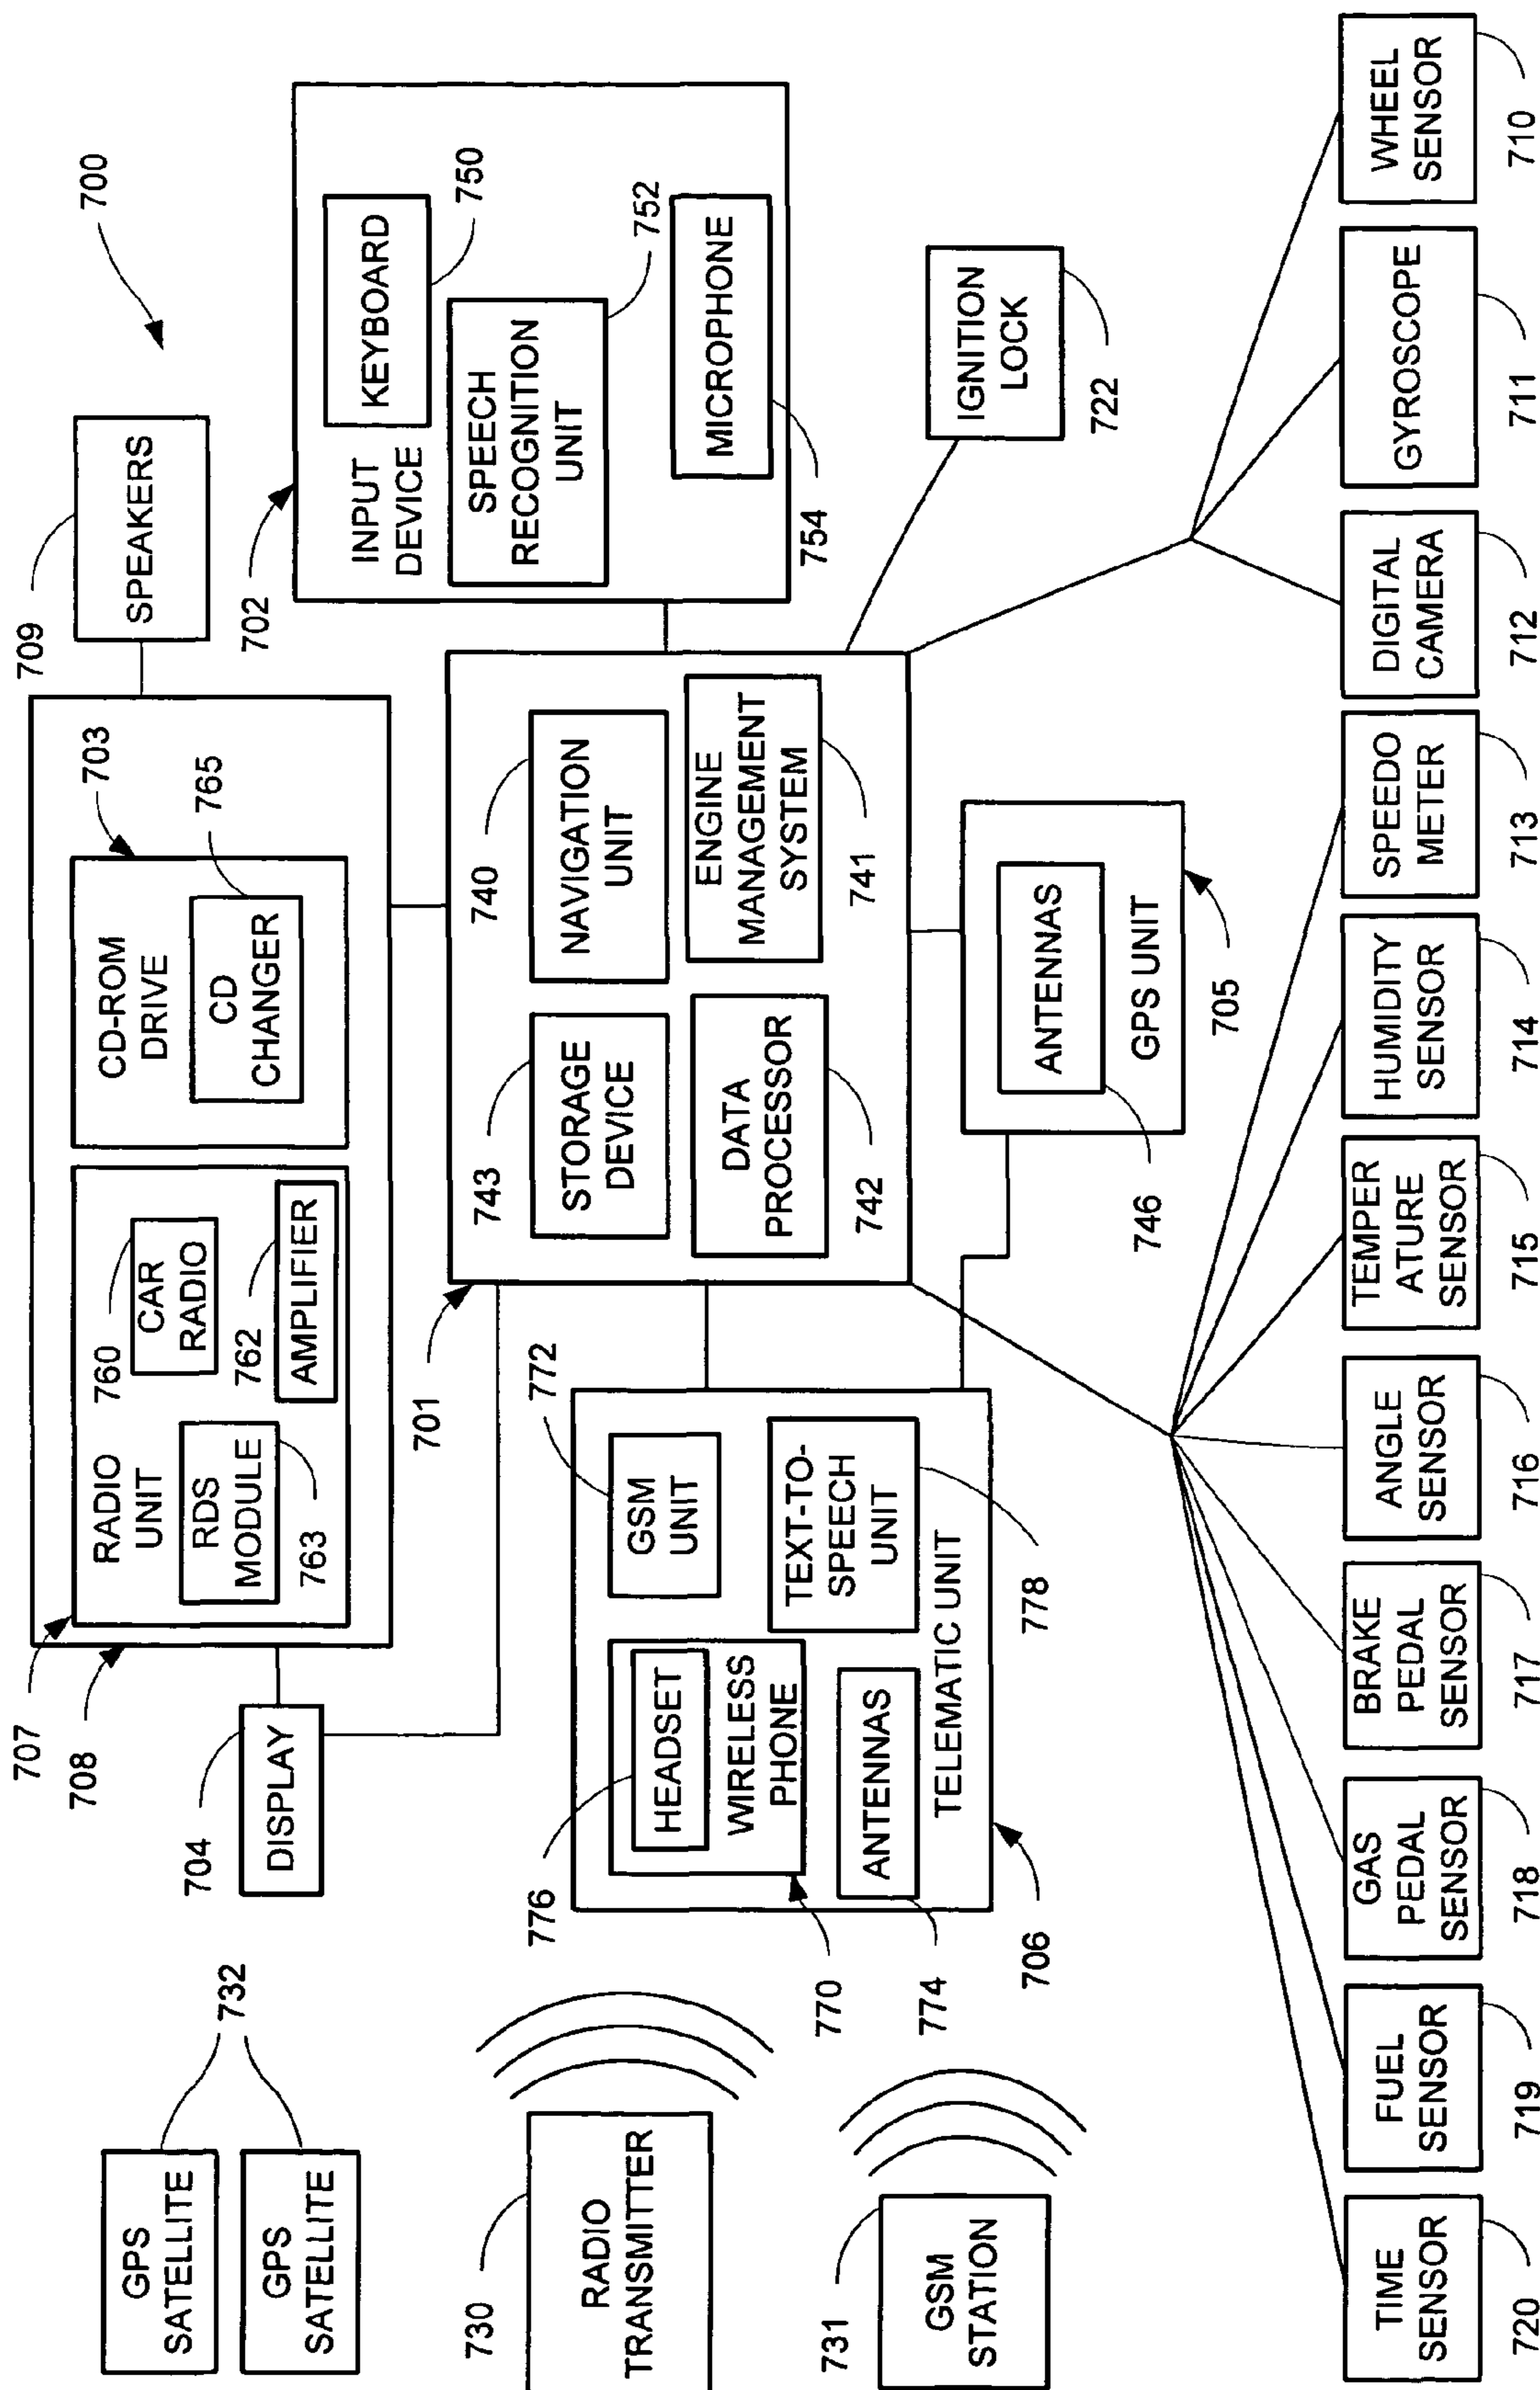 700
709
SPEAKERS
702
INPUT
DEVICE
KEYBOARD
750
SPEECH
RECOGNITION
UNIT
752
MICROPHONE
754
707
708
RADIO
UNIT
760
CAR
RADIO
762
AMPLIFIER
RDS
MODULE
763
703
CD-ROM
DRIVE
765
CD
CHANGER
704
DISPLAY
732
GPS
SATELLITE
GPS
SATELLITE
730
RADIO
TRANSMITTER
731
GSM
STATION
701
743
STORAGE
DEVICE
740
NAVIGATION
UNIT
DATA
PROCESSOR
742
ENGINE
MANAGEMENT
SYSTEM
741
IGNITION
LOCK
722
776
HEADSET
WIRELESS
PHONE
770
772
GSM
UNIT
TEXT-TO-
SPEECH
UNIT
778
ANTENNAS
774
TELEMATIC UNIT
706
ANTENNAS
746
GPS UNIT
705
TIME
SENSOR
720
FUEL
SENSOR
719
GAS
PEDAL
SENSOR
718
BRAKE
PEDAL
SENSOR
717
ANGLE
SENSOR
716
TEMPER
ATURE
SENSOR
715
HUMIDITY
SENSOR
714
SPEEDO
METER
713
DIGITAL
CAMERA
712
GYROSCOPE
711
WHEEL
SENSOR
710